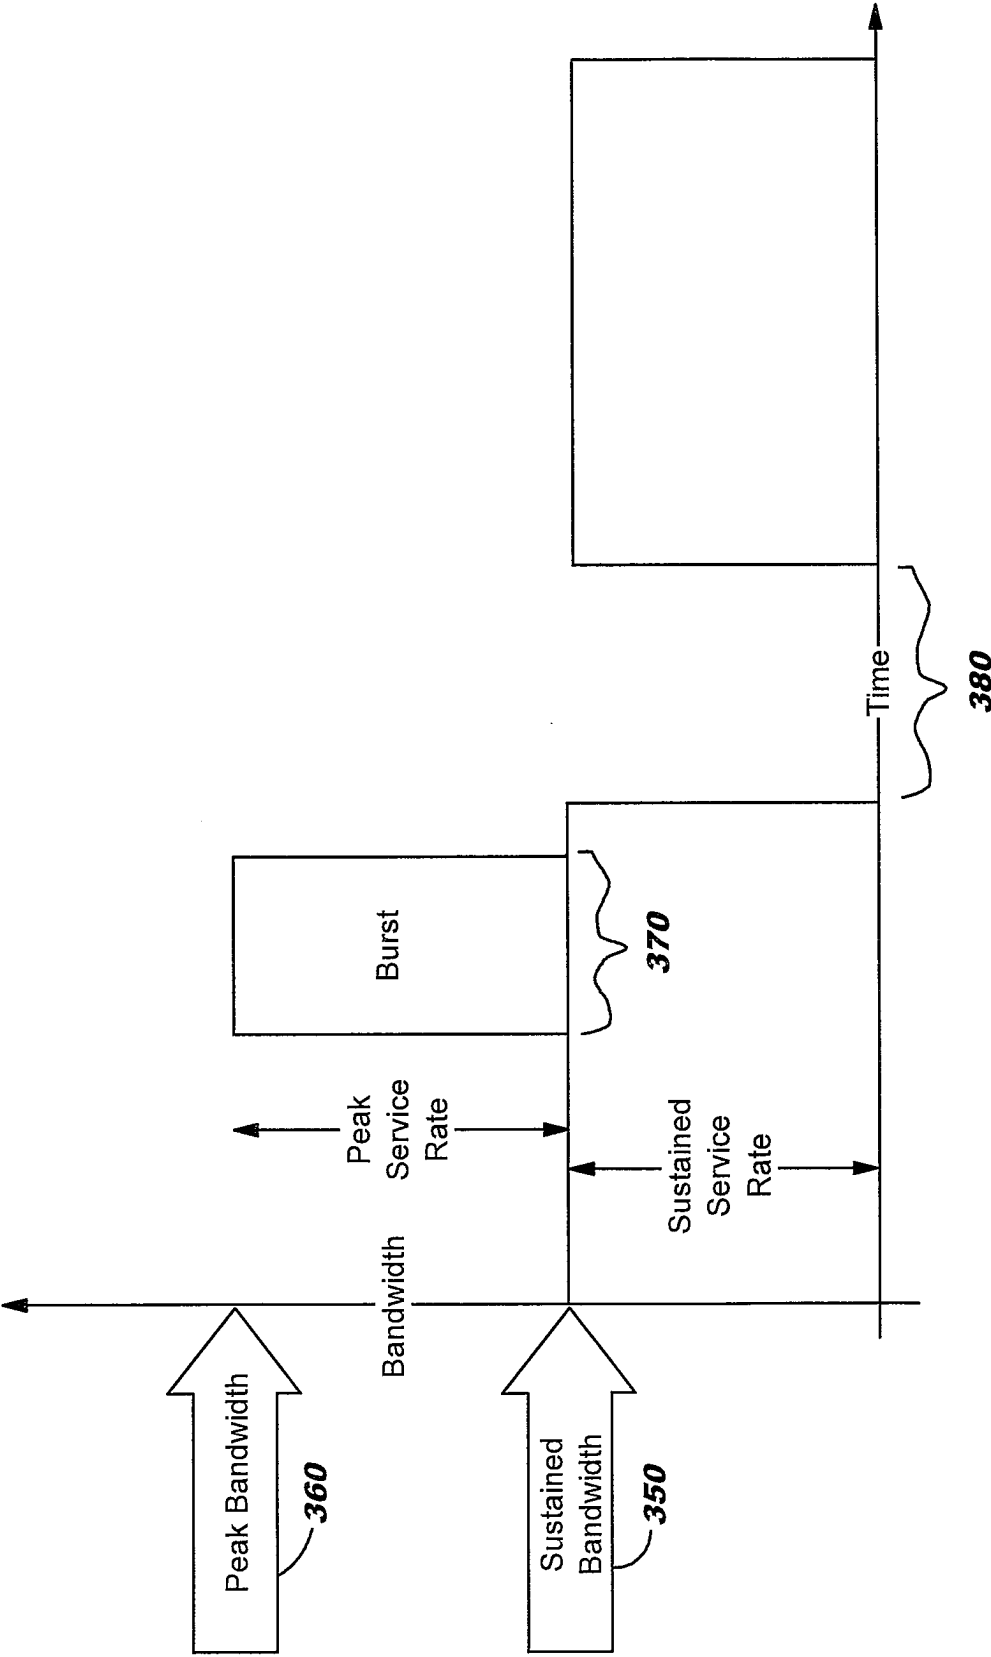 Peak Bandwidth
360
Sustained
Bandwidth
350
Bandwidth
Peak
Service
Rate
Sustained
Service
Rate
Burst
370
Time
380